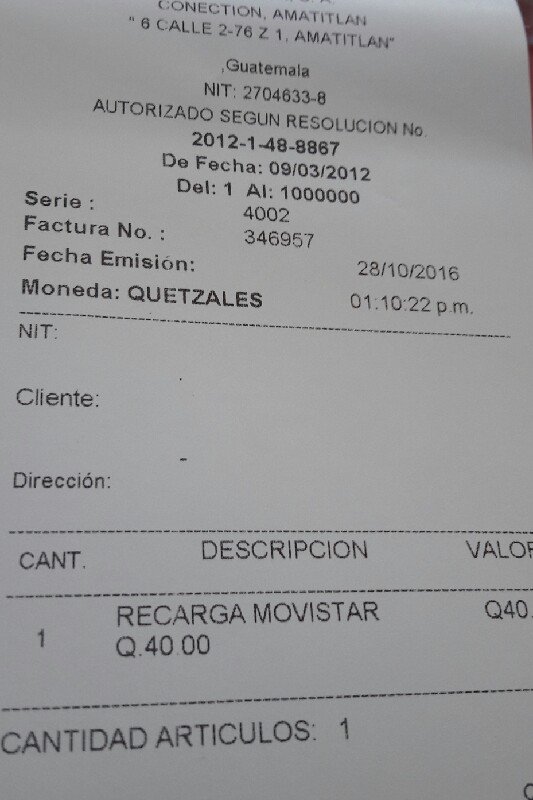 CONECTION, AMATITLAN
" 6 CALLE 2-76 Z 1, AMATITLAN"
,Guatemala
NIT: 2704633-8
AUTORIZADO SEGUN RESOLUCION No.
2012-1-48-8867
De Fecha: 09/03/2012
Del: 1 Al: 1000000
Serie : 4002
Factura No. : 346957
Fecha Emisión: 28/10/2016
Moneda: QUETZALES 01:10:22 p.m.
NIT:
Cliente:
-
Dirección:
CANT. DESCRIPCION VALOR
1 RECARGA MOVISTAR Q40.
Q.40.00
CANTIDAD ARTICULOS: 1